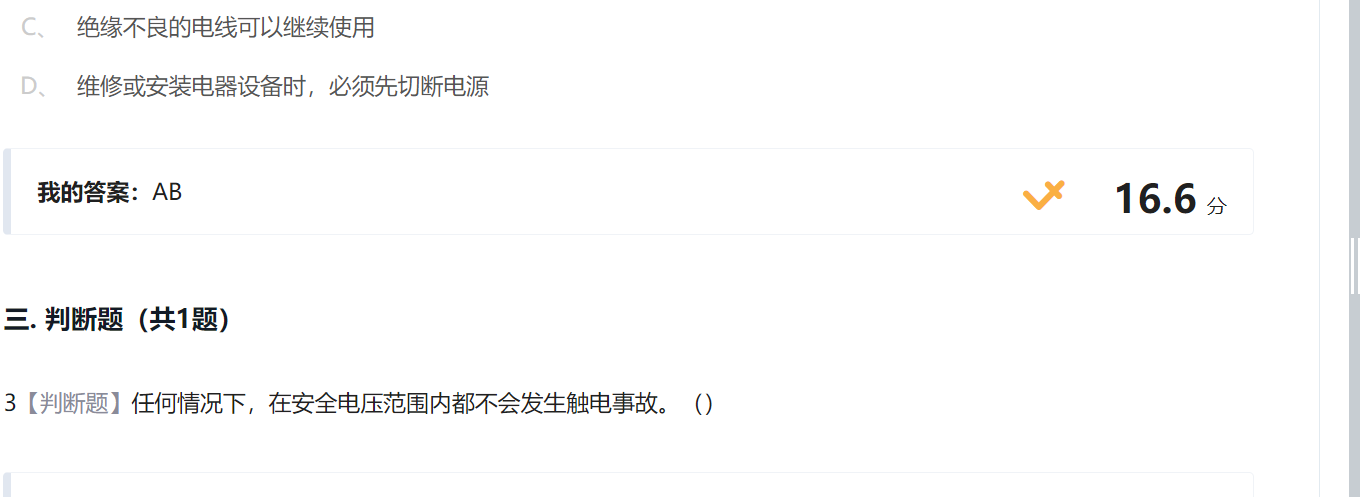 C、 绝缘不良的电线可以继续使用
D、 维修或安装电器设备时，必须先切断电源
我的答案：AB 16.6 分
三. 判断题（共1题）
3【判断题】任何情况下，在安全电压范围内都不会发生触电事故。（）